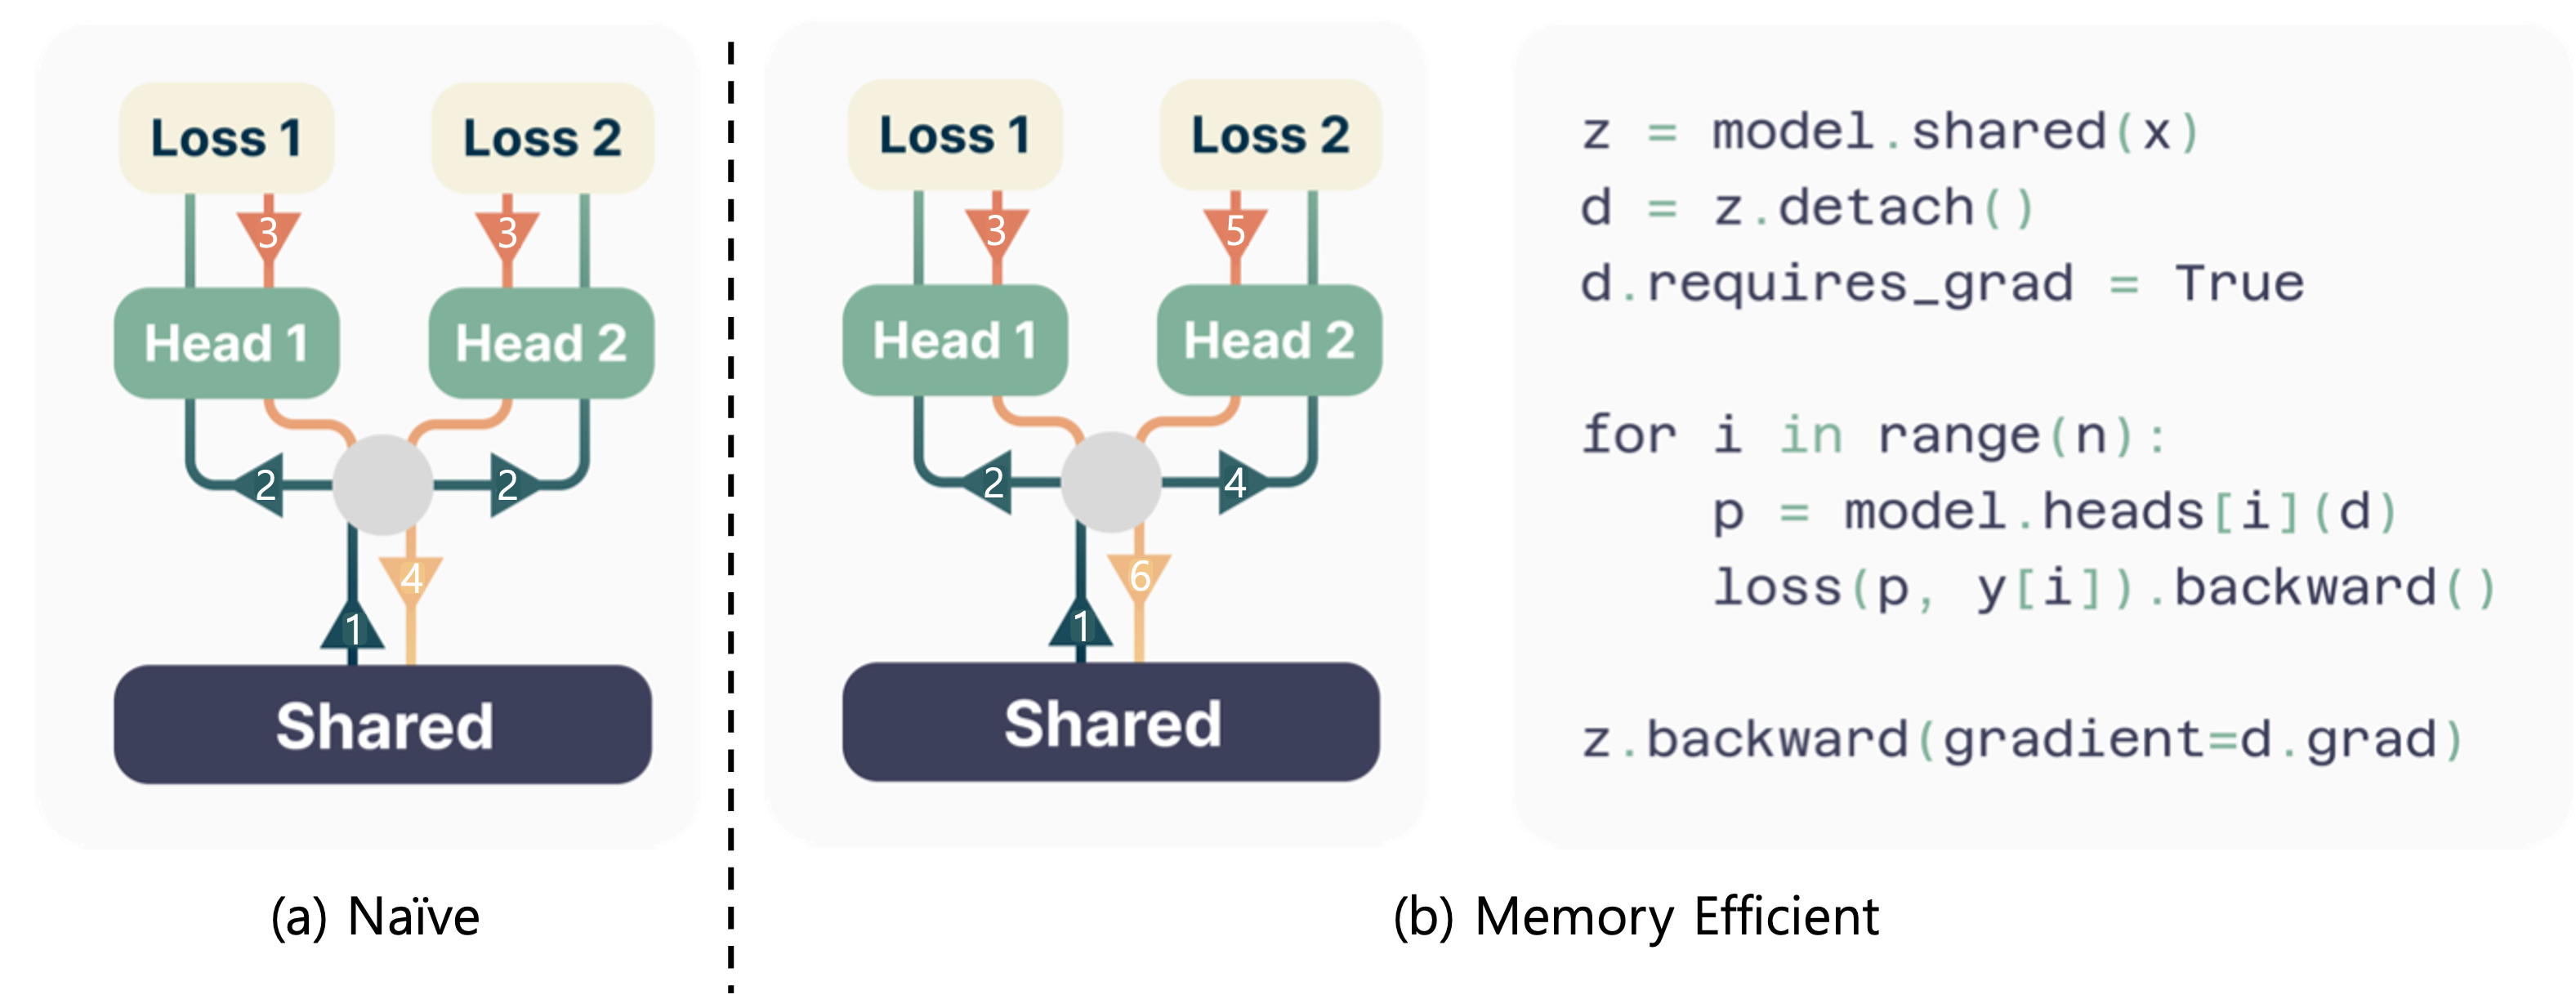 Loss 1
Loss 2
3
3
Head 1
Head 2
2
2
4
1
Shared
(a) Naïve
Loss 1
Loss 2
3
5
Head 1
Head 2
2
4
6
1
Shared
z = model.shared(x)
d = z.detach()
d.requires_grad = True
for i in range(n):
    p = model.heads[i](d)
    loss(p, y[i]).backward()
z.backward(gradient=d.grad)
(b) Memory Efficient